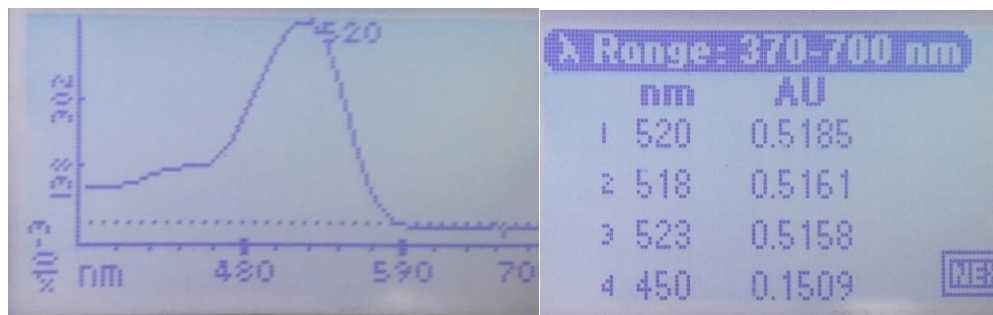 520
302
138
x10-3
nm 480 590 70
λ Range: 370-700 nm
nm AU
1 520 0.5185
2 518 0.5161
3 523 0.5158
4 450 0.1509
NEX